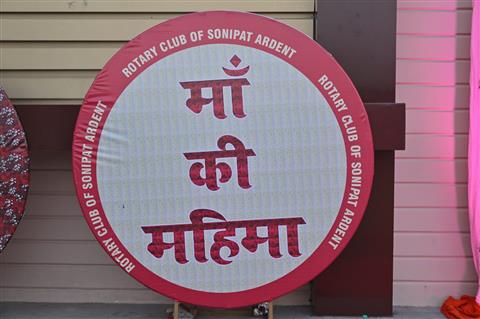 ROTARY CLUB OF SONIPAT ARDENT
ROTARY CLUB OF SONIPAT ARDENT
ROTARY CLUB OF SONIPAT ARDENT
माँ
की
महिमा